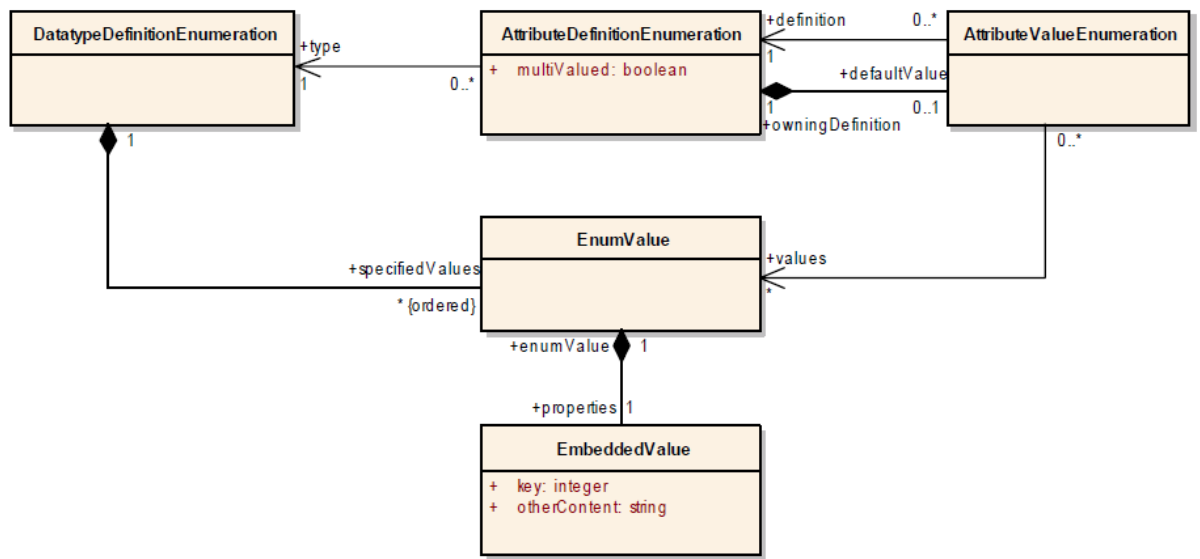 DatatypeDefinitionEnumeration
+type
1
0..*
AttributeDefinitionEnumeration
+ multiValued: boolean
+definition
0..*
1
+defaultValue
1
0..1
+owningDefinition
AttributeValueEnumeration
0..*
1
+specifiedValues
* {ordered}
EnumValue
+values
*
+enumValue 1
+properties 1
EmbeddedValue
+ key: integer
+ otherContent: string